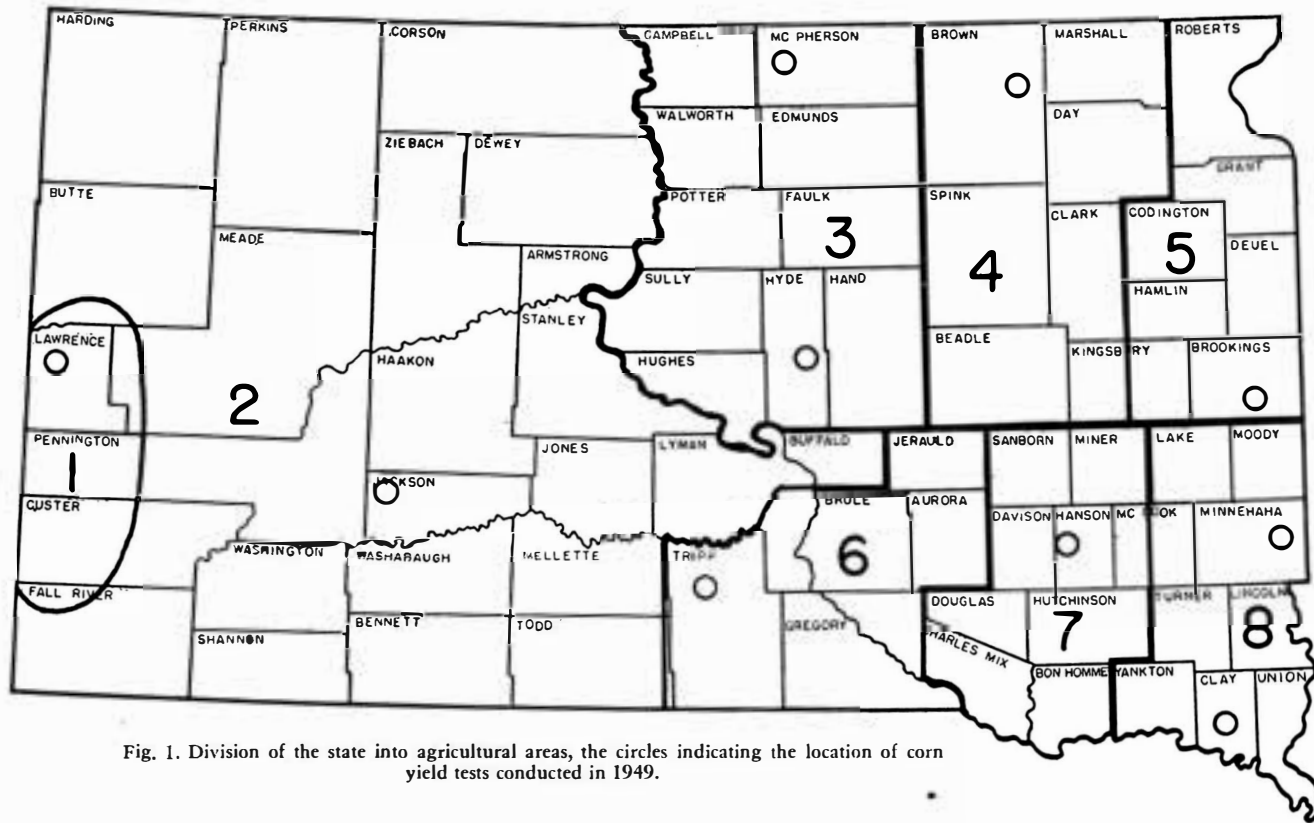 HARDING
PERKINS
CORSON
CAMPBELL
MC PHERSON
BROWN
MARSHALL
ROBERTS
WALWORTH
EDMUNDS
DAY
ZIEBACH
DEWEY
GRANT
BUTTE
POTTER
FAULK
SPINK
CLARK
CODINGTON
3
4
5
MEADE
DEUEL
ARMSTRONG
SULLY
HYDE
HAND
HAMLIN
STANLEY
LAWRENCE
HAAKON
HUGHES
BEADLE
KINGSBURY
BROOKINGS
2
PENNINGTON
1
JONES
LYMAN
BUFFALO
JERAULD
SANBORN
MINER
LAKE
MOODY
JACKSON
CUSTER
BRULE
AURORA
DAVISON
HANSON
MC COOK
MINNEHAHA
6
WASHINGTON
WASHABAUGH
MELLETTE
TRIPP
FALL RIVER
DOUGLAS
HUTCHINSON
TURNER
LINCOLN
7
8
SHANNON
BENNETT
TODD
GREGORY
CHARLES MIX
BON HOMME
YANKTON
CLAY
UNION
Fig. 1. Division of the state into agricultural areas, the circles indicating the location of corn
yield tests conducted in 1949.